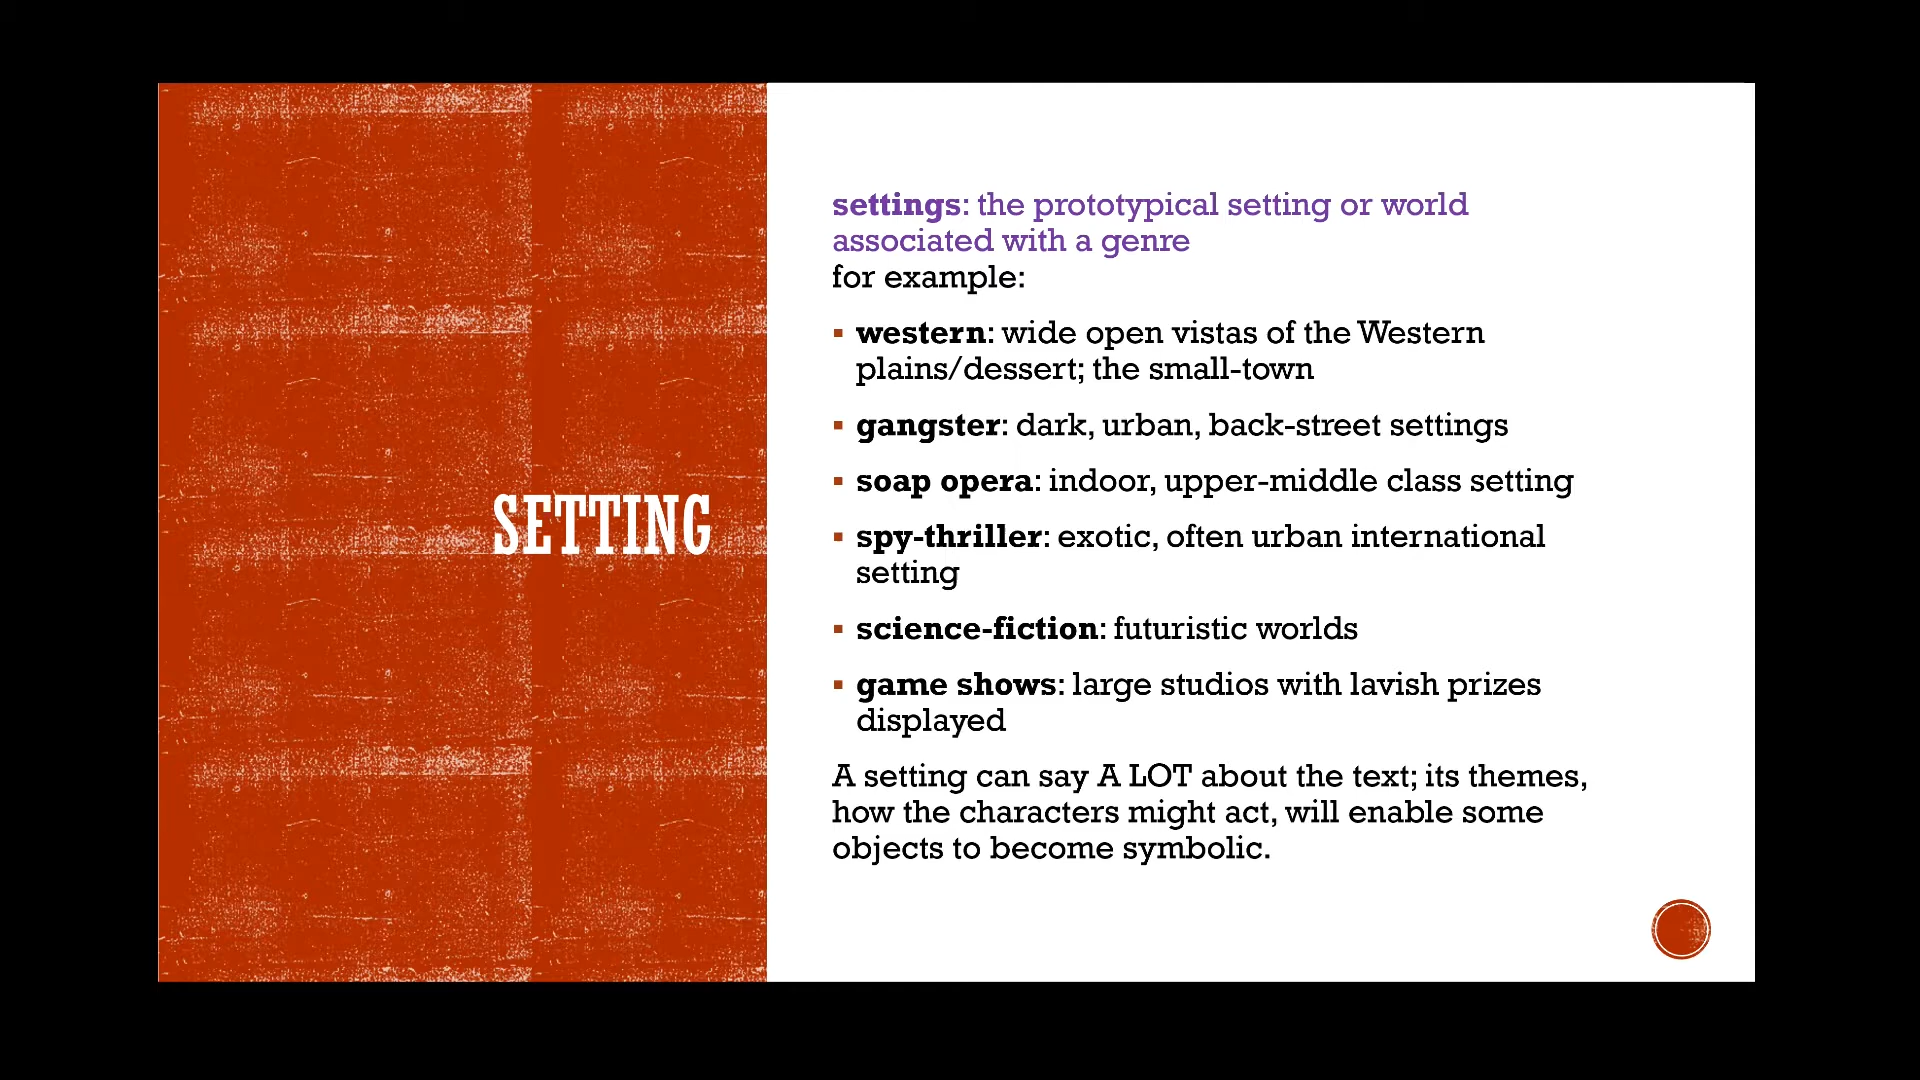 SETTING
settings: the prototypical setting or world
associated with a genre
for example:
▪ western: wide open vistas of the Western
plains/dessert; the small-town
▪ gangster: dark, urban, back-street settings
▪ soap opera: indoor, upper-middle class setting
▪ spy-thriller: exotic, often urban international
setting
▪ science-fiction: futuristic worlds
▪ game shows: large studios with lavish prizes
displayed
A setting can say A LOT about the text; its themes,
how the characters might act, will enable some
objects to become symbolic.